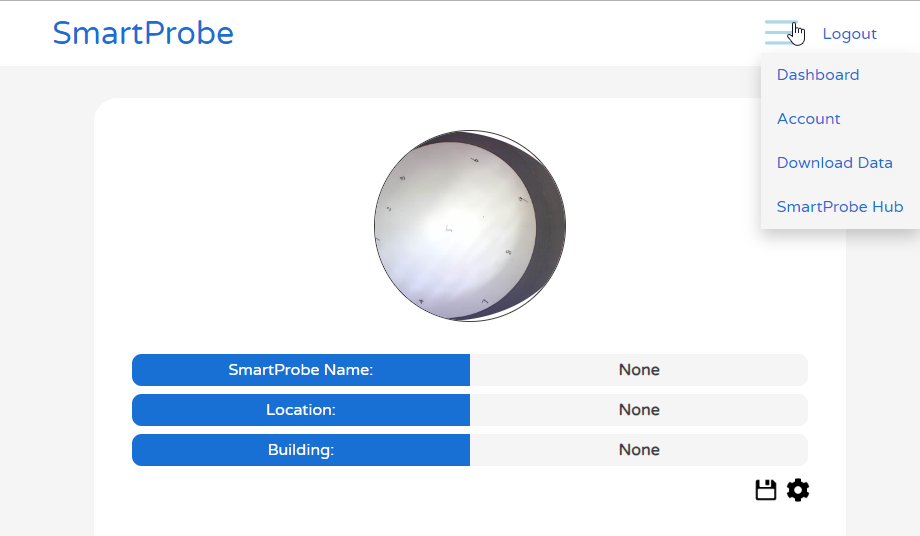 SmartProbe
Logout
Dashboard
Account
Download Data
SmartProbe Hub
SmartProbe Name: None
Location: None
Building: None